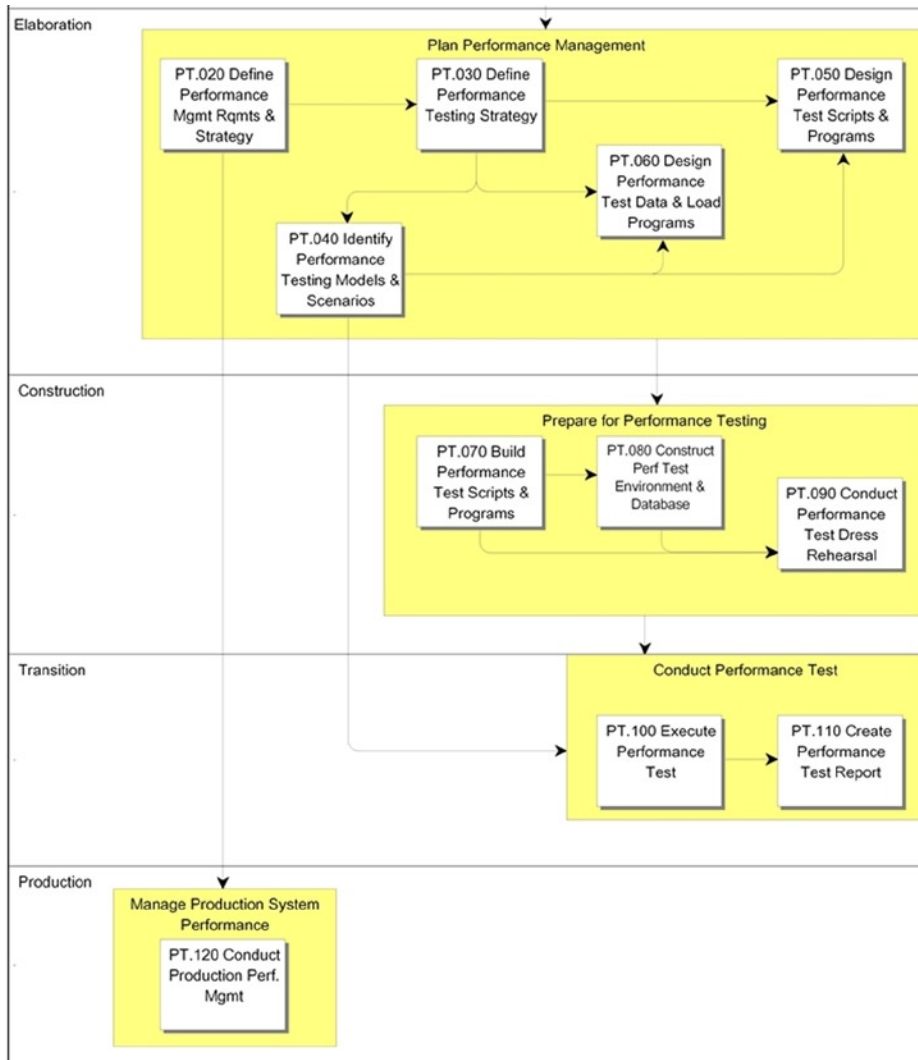 Elaboration
Plan Performance Management
PT.020 Define
Performance
Mgmt Rqmts &
Strategy
PT.030 Define
Performance
Testing Strategy
PT.050 Design
Performance
Test Scripts &
Programs
PT.060 Design
Performance
Test Data & Load
Programs
PT.040 Identify
Performance
Testing Models &
Scenarios
Construction
Prepare for Performance Testing
PT.070 Build
Performance
Test Scripts &
Programs
PT.080 Construct
Perf Test
Environment &
Database
PT.090 Conduct
Performance
Test Dress
Rehearsal
Transition
Conduct Performance Test
PT.100 Execute
Performance
Test
PT.110 Create
Performance
Test Report
Production
Manage Production System
Performance
PT.120 Conduct
Production Perf.
Mgmt